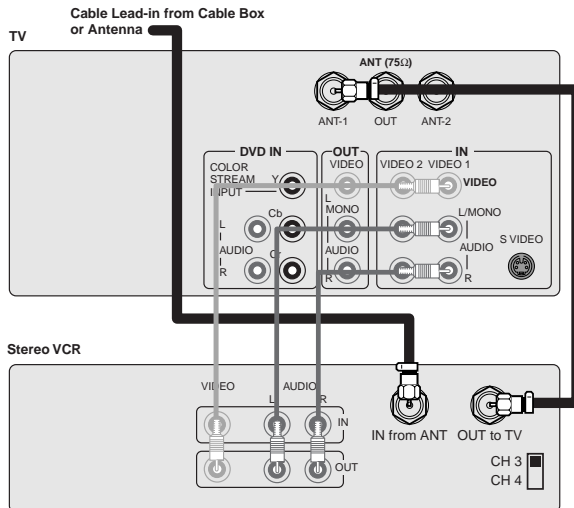 Cable Lead-in from Cable Box
or Antenna
TV
ANT (75Ω)
ANT-1 OUT ANT-2
DVD IN OUT IN
COLOR
STREAM
INPUT
Y
VIDEO
VIDEO 2 VIDEO 1
VIDEO
L
MONO
Cb
L
I
AUDIO
I
R
Cr
AUDIO
R
L/MONO
AUDIO
R
S VIDEO
Stereo VCR
VIDEO AUDIO
L R
IN
OUT
IN from ANT OUT to TV
CH 3
CH 4